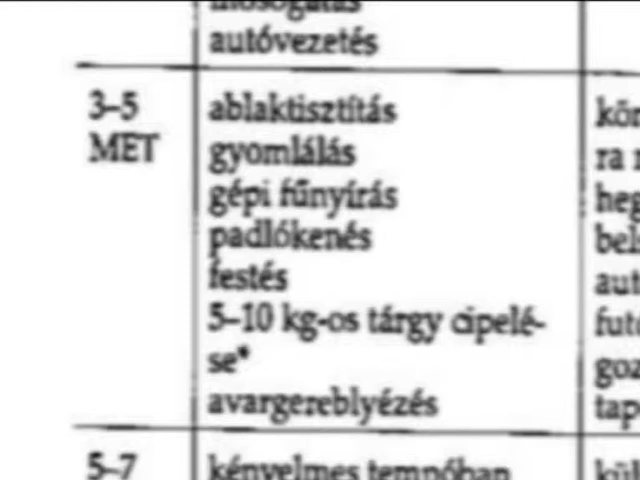 mosogatás
autóvezetés
3–5 ablaktisztítás
MET gyomlálás
gépi fűnyírás
padlókenés
festés
5–10 kg-os tárgy cipelé-
se*
avargereblyézés
5–7 kényelmes tempóban